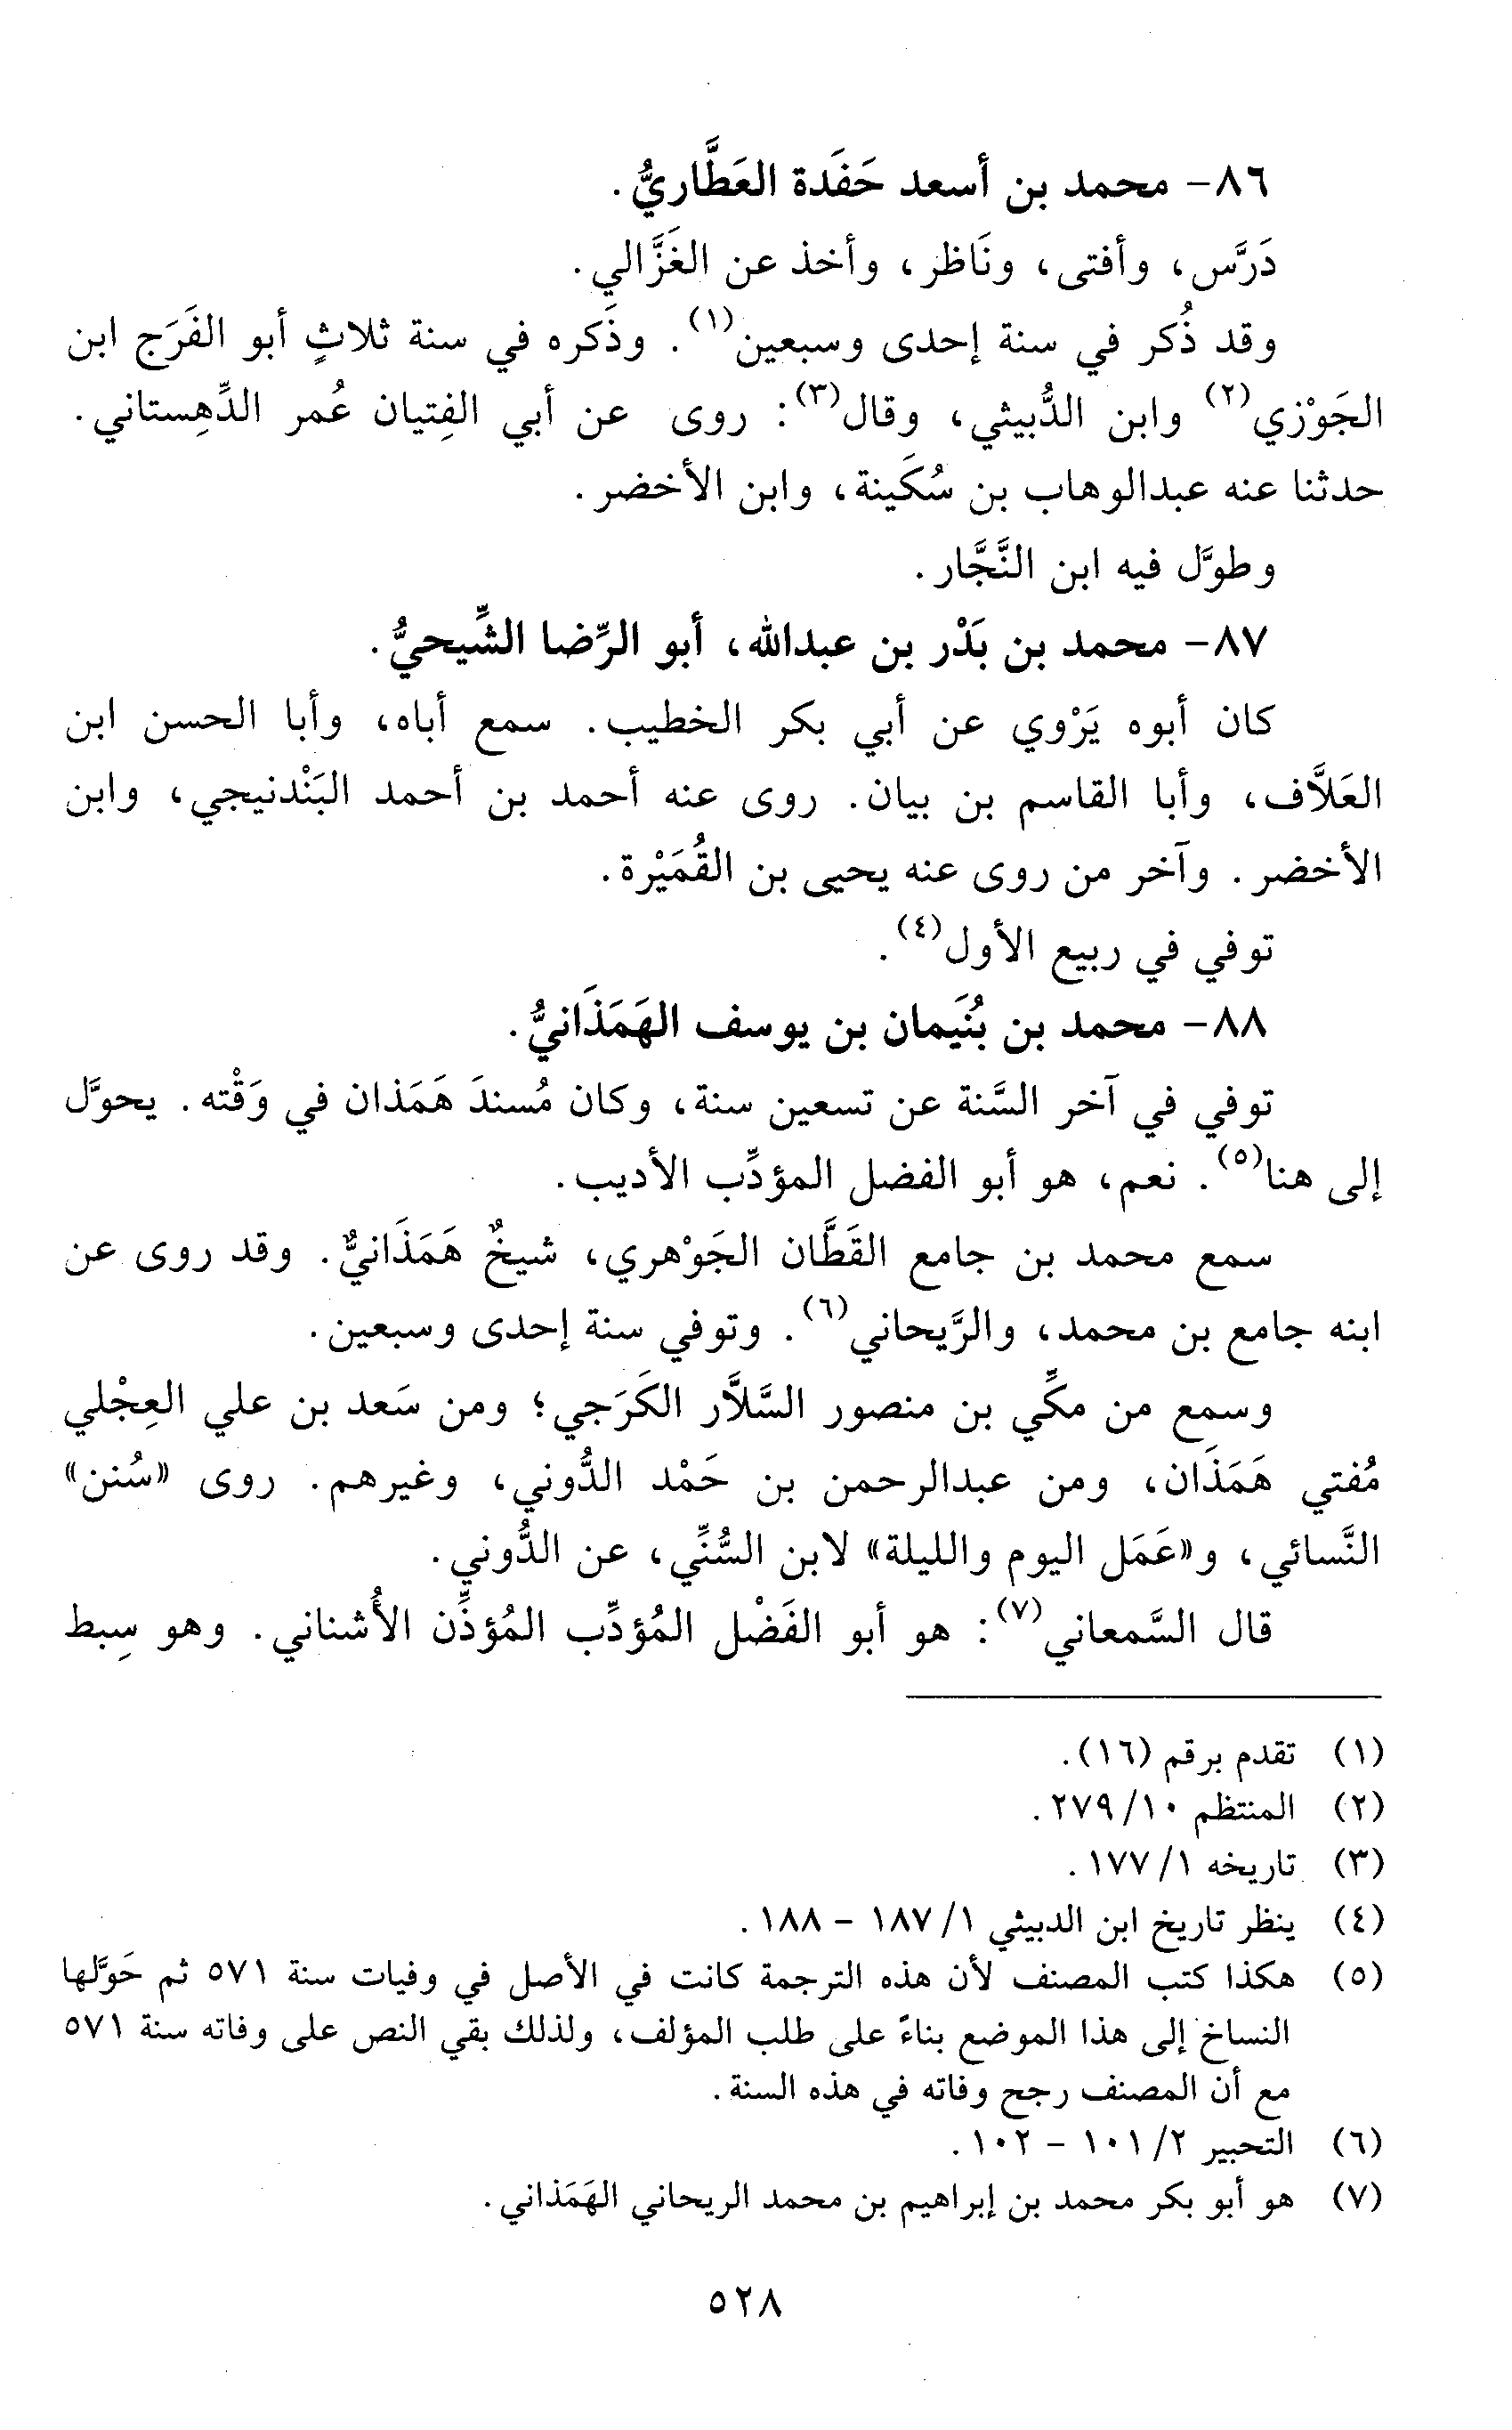 ٨٦- محمد بن أسعد حَفَدة العَطَّاريُّ.
دَرَّس، وأفتى، ونَاظر، وأخذ عن الغَزَّالي.
وقد ذُكر في سنة إحدى وسبعين(١). وذَكره في سنة ثلاثٍ أبو الفَرَج ابن
الجَوْزي(٢) وابن الدُّبيثي، وقال(٣): روى عن أبي الفِتيان عُمر الدِّهِستاني.
حدثنا عنه عبدالوهاب بن سُكَينة، وابن الأخضر.
وطوَّل فيه ابن النَّجَّار.
٨٧- محمد بن بَدْر بن عبدالله، أبو الرِّضا الشِّيحيُّ.
كان أبوه يَرْوي عن أبي بكر الخطيب. سمع أباه، وأبا الحسن ابن
العَلاَّف، وأبا القاسم بن بيان. روى عنه أحمد بن أحمد البَنْدنيجي، وابن
الأخضر. وآخر من روى عنه يحيى بن القُمَيْرة.
توفي في ربيع الأول(٤).
٨٨- محمد بن بُنَيمان بن يوسف الهَمَذَانيُّ.
توفي في آخر السَّنة عن تسعين سنة، وكان مُسندَ هَمَذان في وَقْته. يحوَّل
إلى هنا(٥). نعم، هو أبو الفضل المؤدِّب الأديب.
سمع محمد بن جامع القَطَّان الجَوْهري، شيخٌ هَمَذَانيٌّ. وقد روى عن
ابنه جامع بن محمد، والرَّيحاني(٦). وتوفي سنة إحدى وسبعين.
وسمع من مكِّي بن منصور السَّلاَّر الكَرَجي؛ ومن سَعد بن علي العِجْلي
مُفتي هَمَذَان، ومن عبدالرحمن بن حَمْد الدُّوني، وغيرهم. روى «سُنن»
النَّسائي، و«عَمَل اليوم والليلة» لابن السُّنِّي، عن الدُّوني.
قال السَّمعاني(٧): هو أبو الفَضْل المُؤدِّب المُؤذِّن الأُشناني. وهو سِبط
(١) تقدم برقم (١٦).
(٢) المنتظم ١٠/ ٢٧٩.
(٣) تاريخه ١/ ١٧٧.
(٤) ينظر تاريخ ابن الدبيثي ١/ ١٨٧ - ١٨٨.
(٥) هكذا كتب المصنف لأن هذه الترجمة كانت في الأصل في وفيات سنة ٥٧١ ثم حَوَّلها
النساخ إلى هذا الموضع بناءً على طلب المؤلف، ولذلك بقي النص على وفاته سنة ٥٧١
مع أن المصنف رجح وفاته في هذه السنة.
(٦) التحبير ٢/ ١٠١ - ١٠٢.
(٧) هو أبو بكر محمد بن إبراهيم بن محمد الريحاني الهَمَذاني.
٥٢٨